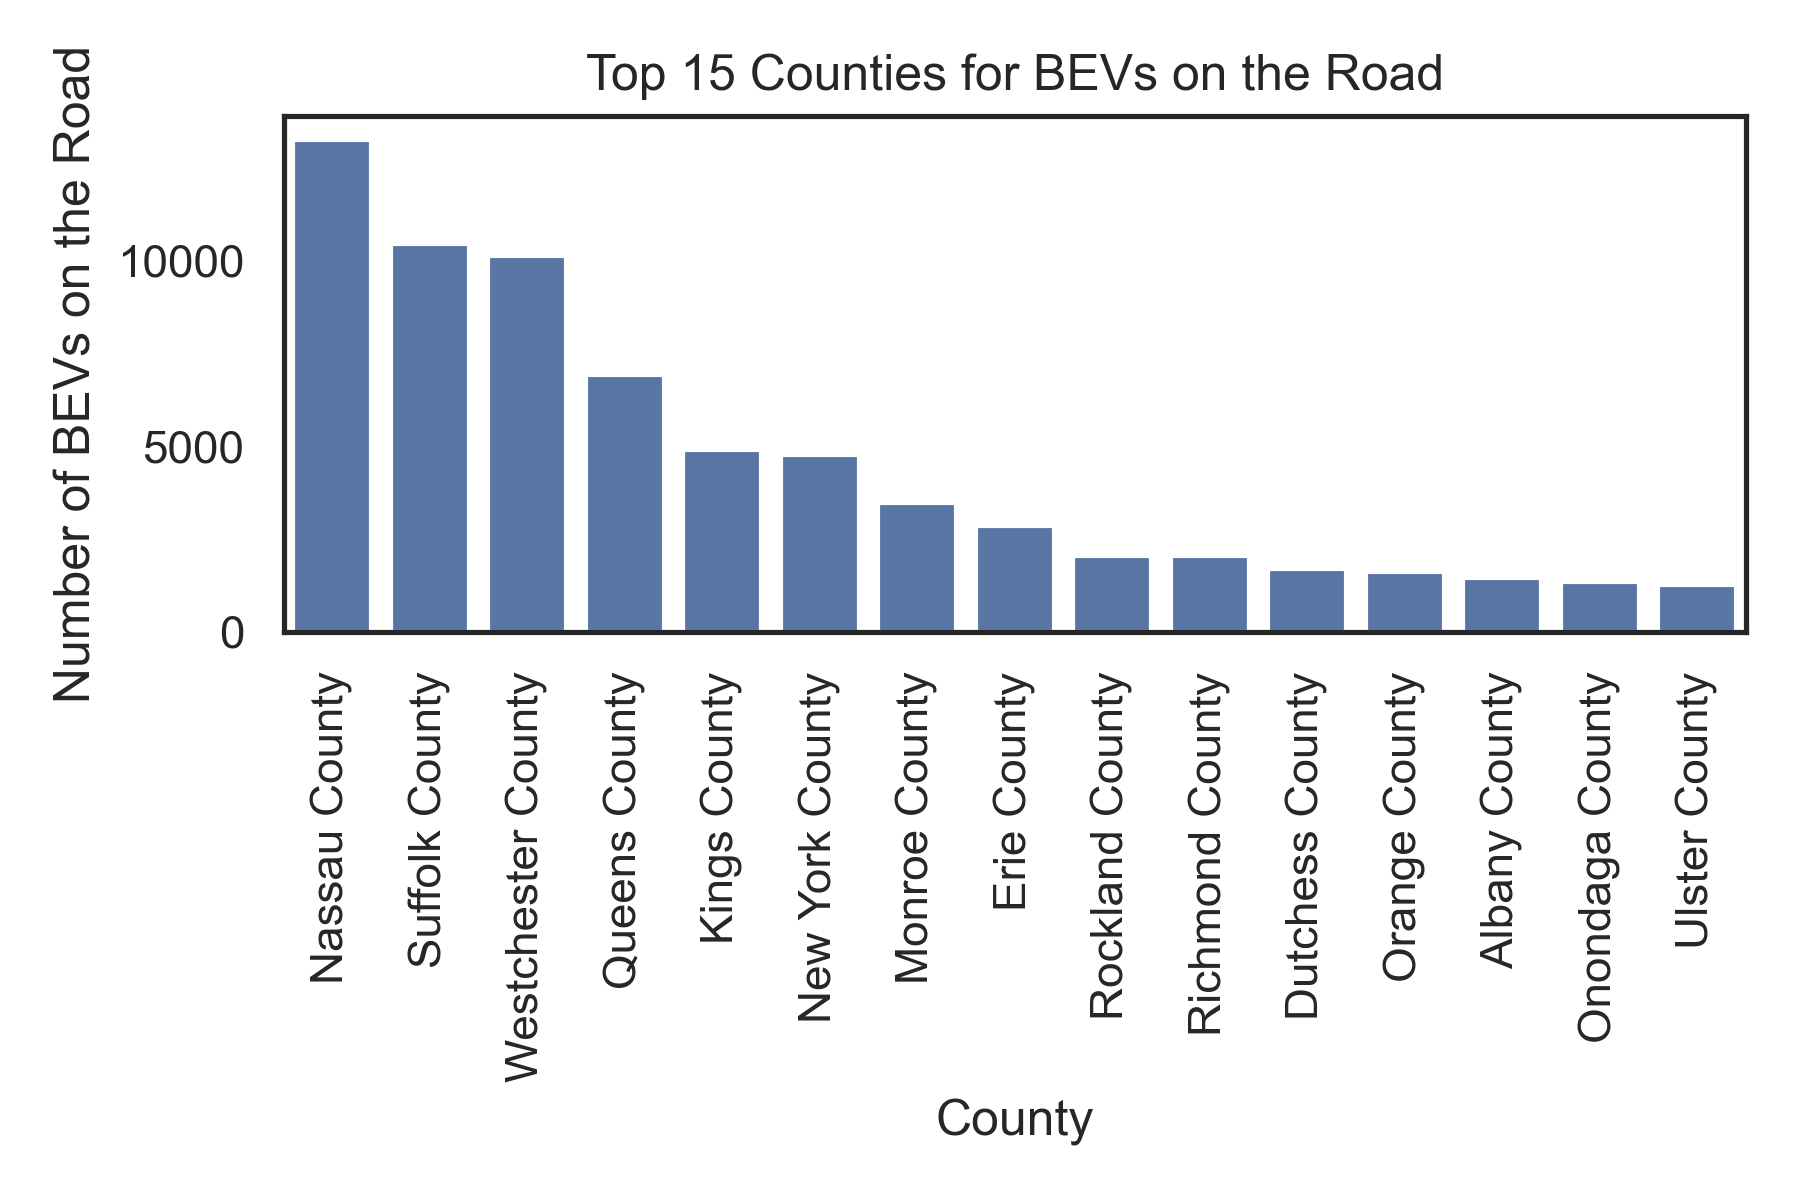 Top 15 Counties for BEVs on the Road
Number of BEVs on the Road
10000
5000
0
Nassau County
Suffolk County
Westchester County
Queens County
Kings County
New York County
Monroe County
Erie County
Rockland County
Richmond County
Dutchess County
Orange County
Albany County
Onondaga County
Ulster County
County